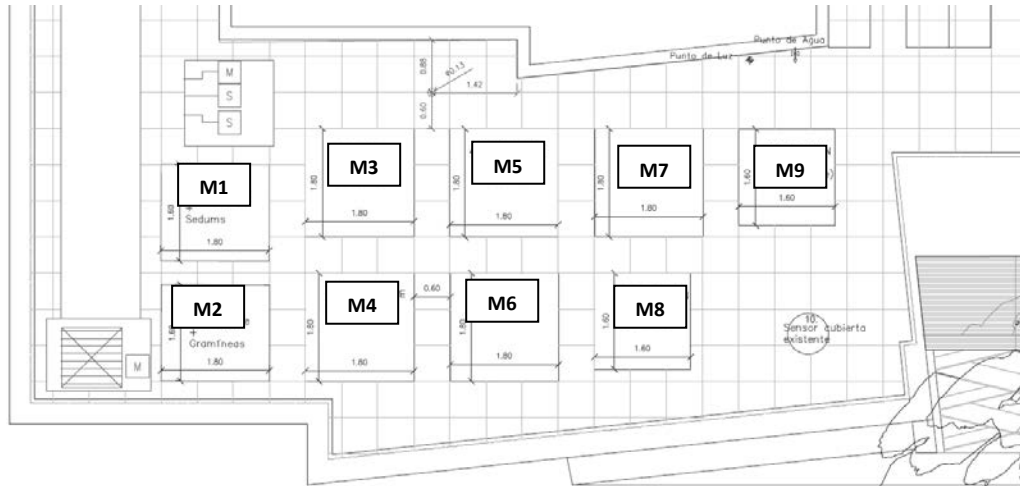 Punto de Agua
Punto de Luz
0.88
R0.13
1.42
0.60
M
S
S
M1
1.60
Sedums
1.80
M3
1.80
1.80
M5
1.80
1.80
M7
1.80
1.80
M9
1.60
1.60
M2
Gramíneas
1.80
M4
1.80
1.80
0.60
M6
1.80
M8
1.60
1.60
10.
Sensor cubierta
existente
M